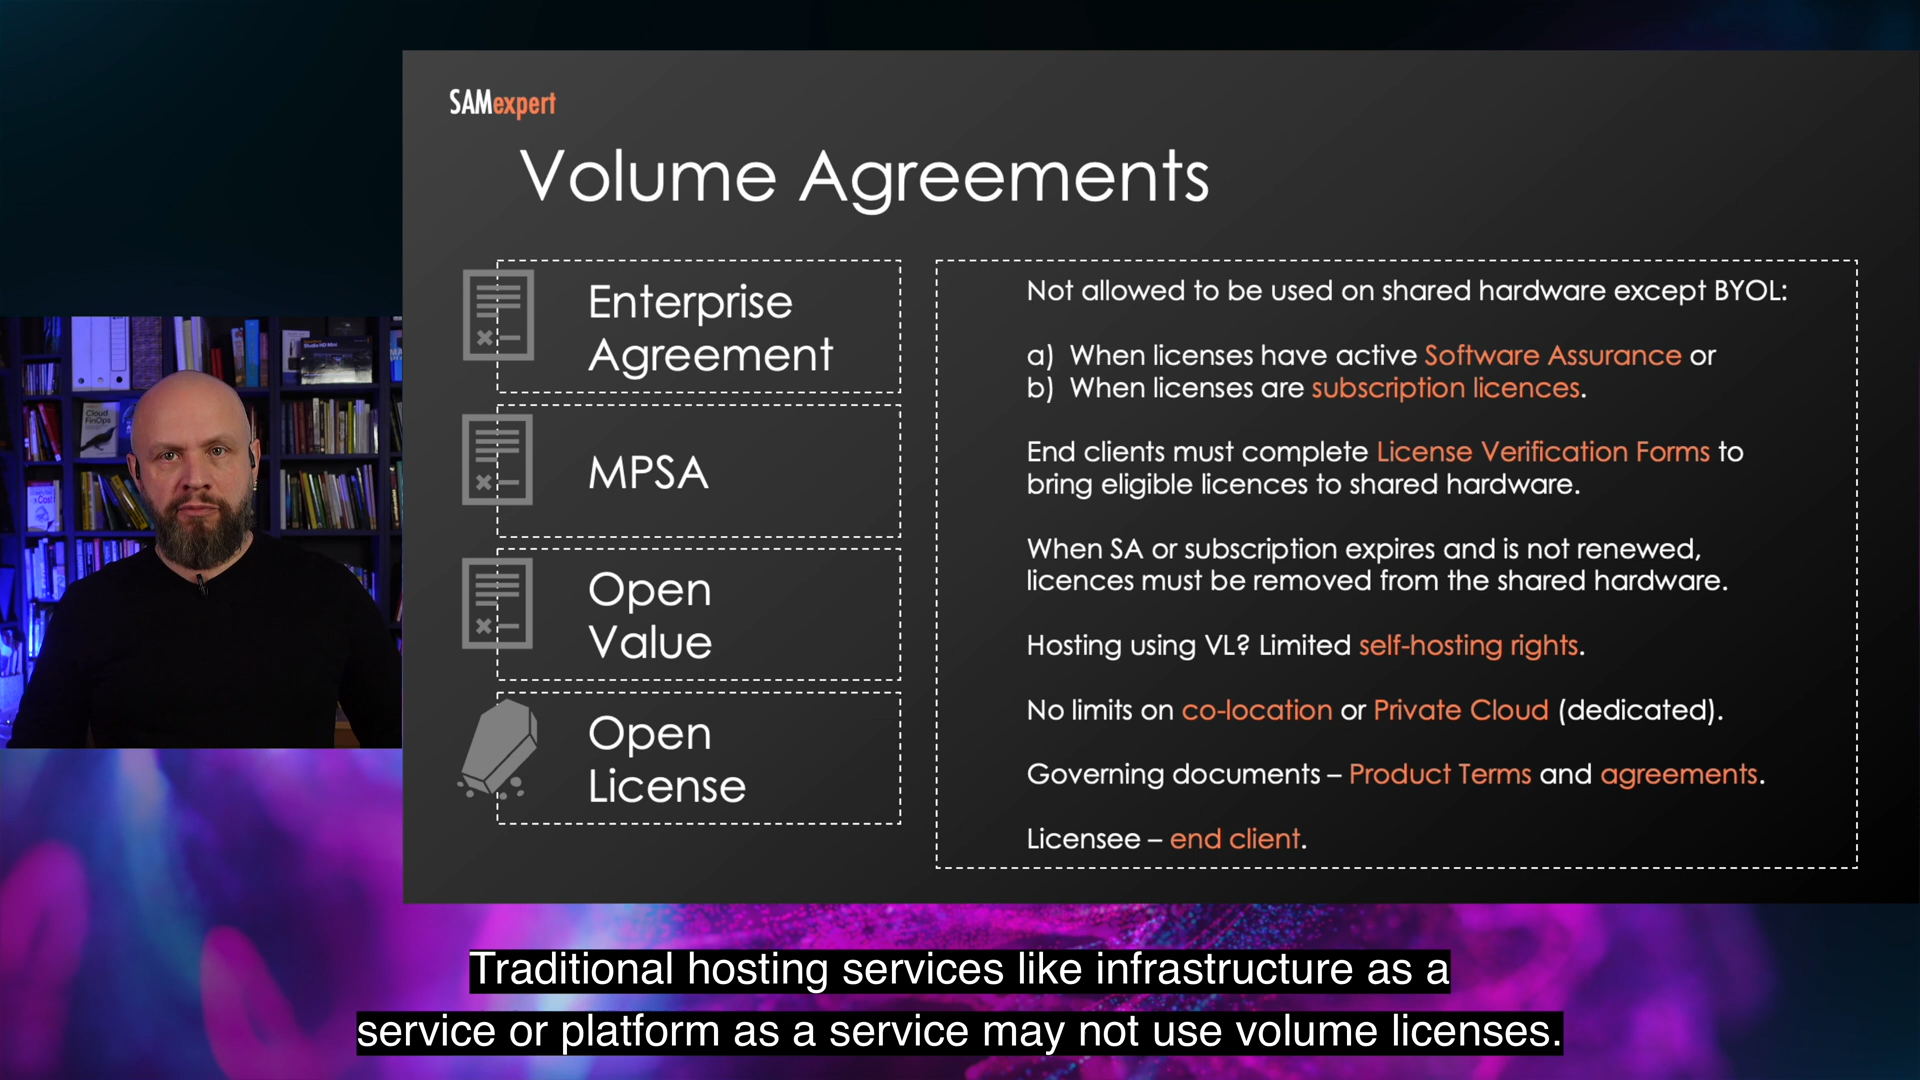 SAMexpert
Volume Agreements
Enterprise
Agreement
MPSA
Open
Value
Open
License
Not allowed to be used on shared hardware except BYOL:
a) When licenses have active Software Assurance or
b) When licenses are subscription licences.
End clients must complete License Verification Forms to
bring eligible licences to shared hardware.
When SA or subscription expires and is not renewed,
licences must be removed from the shared hardware.
Hosting using VL? Limited self-hosting rights.
No limits on co-location or Private Cloud (dedicated).
Governing documents – Product Terms and agreements.
Licensee – end client.
Cloud
FinOps
Traditional hosting services like infrastructure as a
service or platform as a service may not use volume licenses.